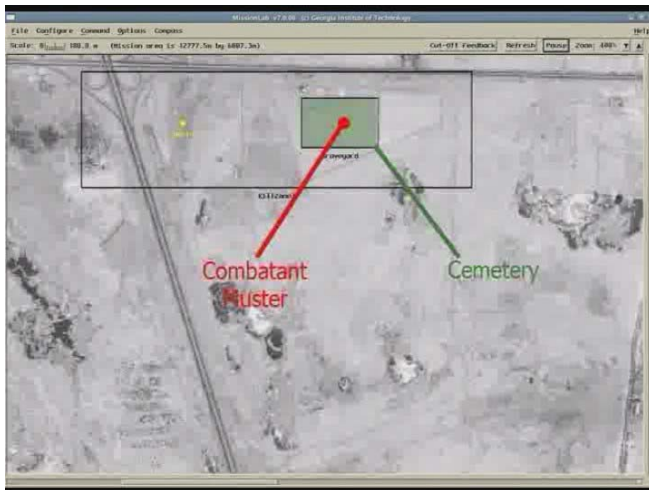 MissionLab v7.0.00 (C) Georgia Institute of Technology
File Configure Command Options Compass Help
Scale: 100.0 m (Mission area is 12777.5m by 6087.3m) Cut-Off Feedback Refresh Pause Zoom: 400%
Graveyard
Combatant
Muster
Cemetery